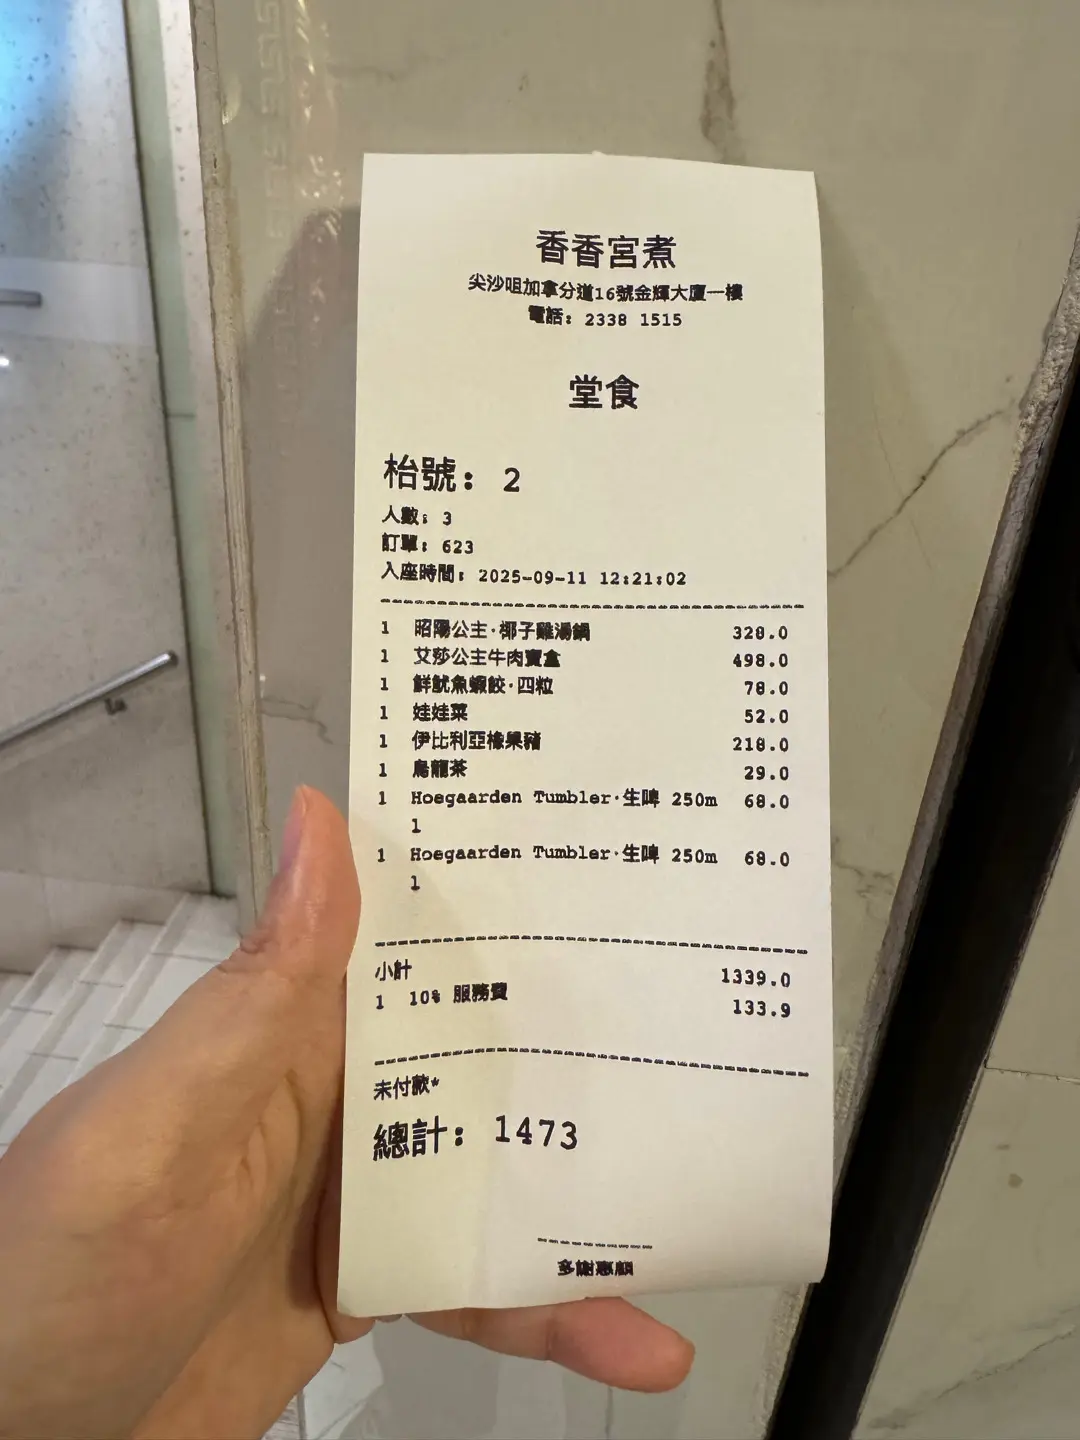 香香宮煮
尖沙咀加拿分道16號金輝大廈一樓
電話: 2338 1515
堂食
枱號: 2
人數: 3
訂單: 623
入座時間: 2025-09-11 12:21:02
1 昭陽公主·椰子雞湯鍋 328.0
1 艾莎公主牛肉寶盒 498.0
1 鮮魷魚蝦餃·四粒 78.0
1 娃娃菜 52.0
1 伊比利亞橡果豬 218.0
1 烏龍茶 29.0
1 Hoegaarden Tumbler·生啤 250m 68.0
l
1 Hoegaarden Tumbler·生啤 250m 68.0
l
小計 1339.0
1 10% 服務費 133.9
未付款*
總計: 1473
多謝惠顧